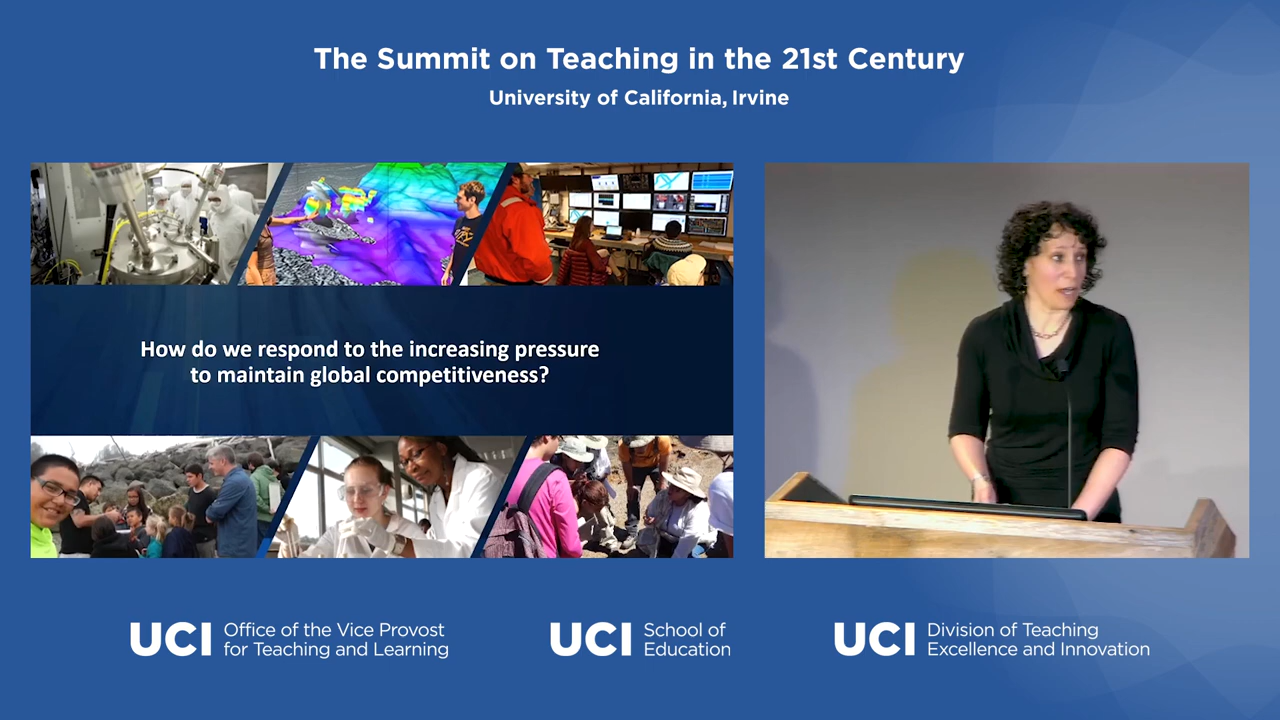 The Summit on Teaching in the 21st Century
University of California, Irvine
How do we respond to the increasing pressure
to maintain global competitiveness?
UCI Office of the Vice Provost
for Teaching and Learning
UCI School of
Education
UCI Division of Teaching
Excellence and Innovation